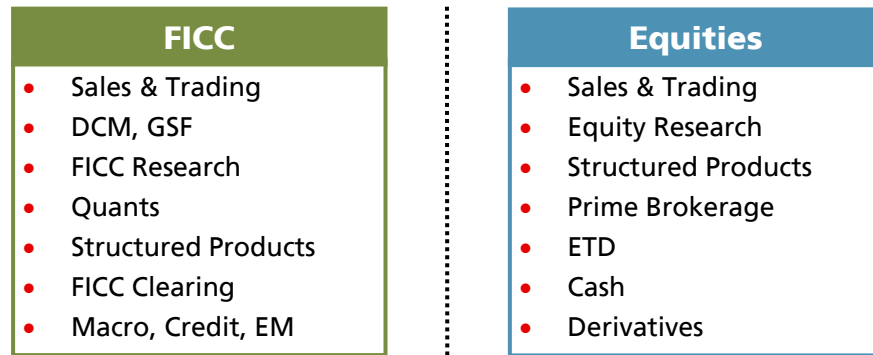 FICC
• Sales & Trading
• DCM, GSF
• FICC Research
• Quants
• Structured Products
• FICC Clearing
• Macro, Credit, EM
Equities
• Sales & Trading
• Equity Research
• Structured Products
• Prime Brokerage
• ETD
• Cash
• Derivatives